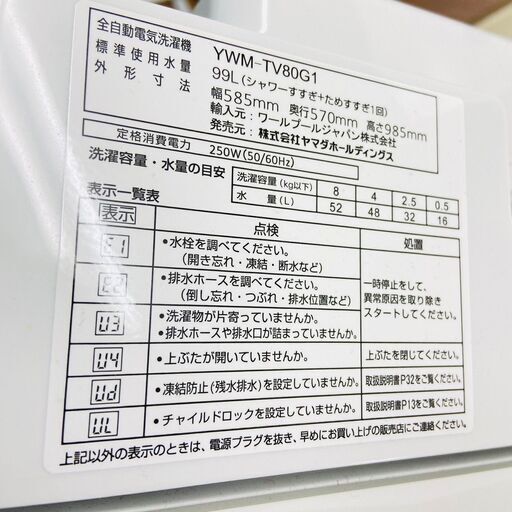 全自動電気洗濯機 YWM-TV80G1
標準使用水量 99L(シャワーすすぎ+ためすすぎ1回)
外形寸法 幅585mm 奥行570mm 高さ985mm
輸入元:ワールプールジャパン株式会社
発売元:株式会社ヤマダホールディングス
定格消費電力 250W(50/60Hz)
洗濯容量・水量の目安 洗濯容量(kg以下) 8 4 2.5 0.5
水量(L) 52 48 32 16
表示一覧表
表示 点検 処置
•水栓を調べてください。
(開き忘れ・凍結・断水など)
•排水ホースを調べてください。
(倒し忘れ・つぶれ・排水位置など)
一時停止をして、
異常原因を取り除き
スタートしてください。
U3 •洗濯物が片寄っていませんか。
•排水ホースや排水口が詰まっていませんか。
U4 •上ぶたが開いていませんか。 上ぶたを閉じてください。
Ud •凍結防止(残水排水)を設定していませんか。 取扱説明書P32をご覧ください。
UL •チャイルドロックを設定していませんか。 取扱説明書P13をご覧ください。
上記以外の表示のときは、電源プラグを抜き、早めにお買い上げの販売店にご連絡ください。